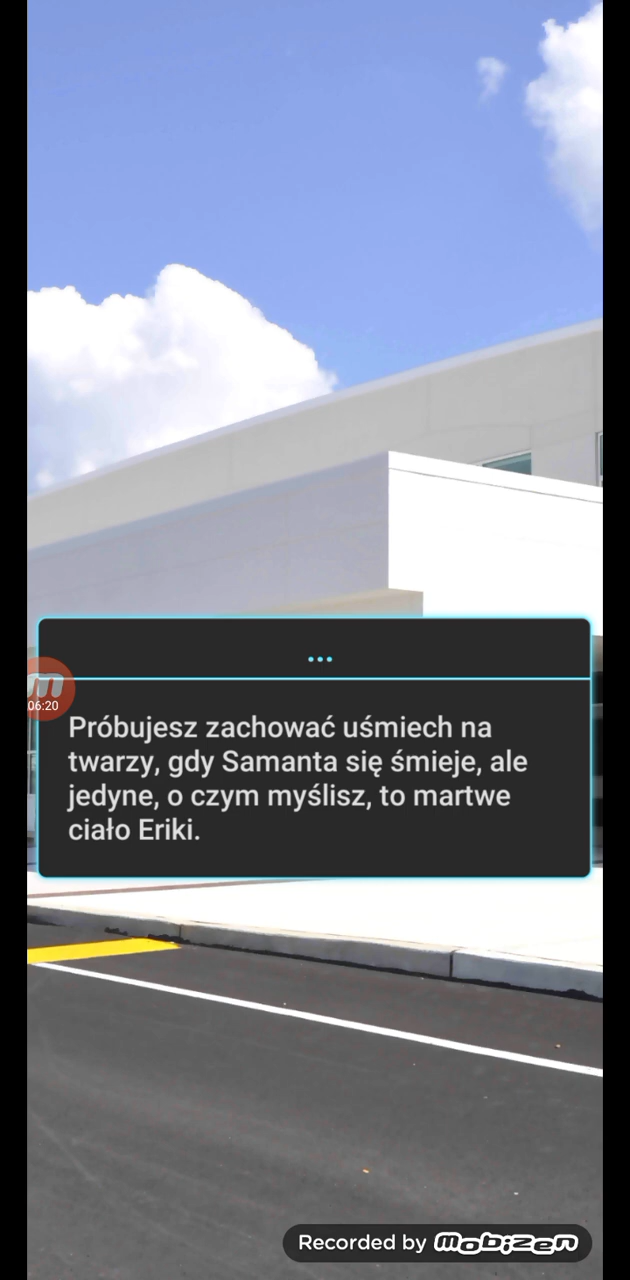 ...
06:20
Próbujesz zachować uśmiech na
twarzy, gdy Samanta się śmieje, ale
jedyne, o czym myślisz, to martwe
ciało Eriki.
Recorded by mobizen